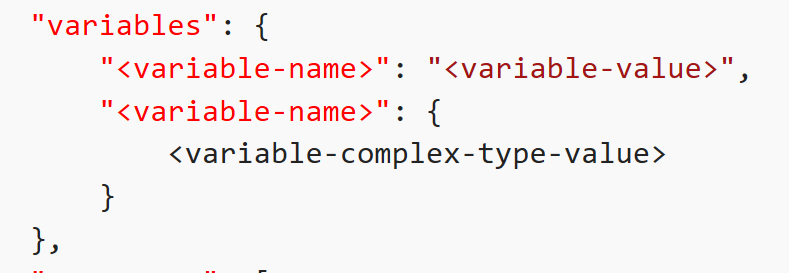 "variables": {
    "<variable-name>": "<variable-value>",
    "<variable-name>": {
        <variable-complex-type-value>
    }
},